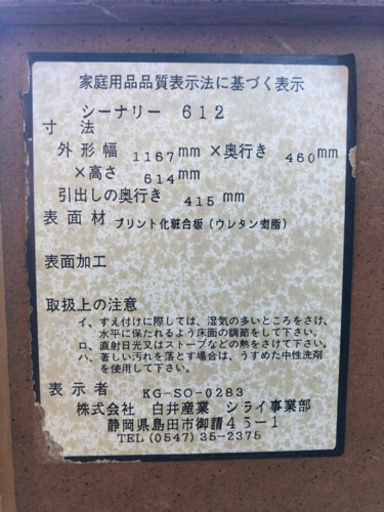 家庭用品品質表示法に基づく表示
シーナリー 612
寸法
外形幅 1167mm ×奥行き 460mm
×高さ 614mm
引出しの奥行き 415mm
表面材 プリント化粧合板（ウレタン樹脂）
表面加工
取扱上の注意
イ、すえ付けに際しては、湿気の多いところをさけ、
水平に保たれるよう床面の調節をして下さい。
ロ、直射日光又はストーブなどの熱をさけて下さい。
ハ、著しい汚れを落とす場合は、うすめた中性洗剤
を使用して下さい。
表示者 KG-SO-0283
株式会社 白井産業 シライ事業部
静岡県島田市御請45-1
TEL (0547) 35-2375